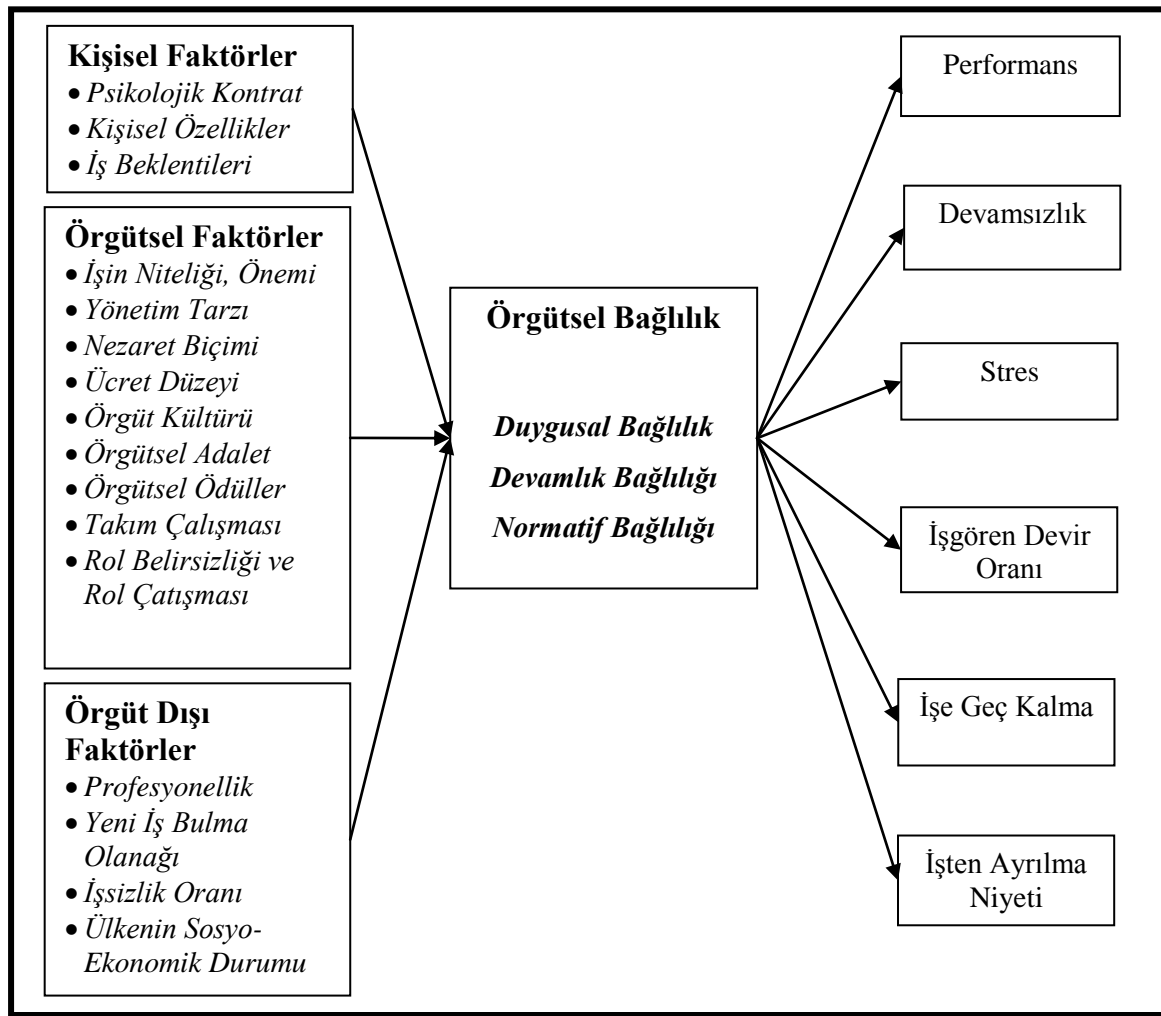 Kişisel Faktörler
• Psikolojik Kontrat
• Kişisel Özellikler
• İş Beklentileri
Örgütsel Faktörler
• İşin Niteliği, Önemi
• Yönetim Tarzı
• Nezaret Biçimi
• Ücret Düzeyi
• Örgüt Kültürü
• Örgütsel Adalet
• Örgütsel Ödüller
• Takım Çalışması
• Rol Belirsizliği ve
Rol Çatışması
Örgüt Dışı
Faktörler
• Profesyonellik
• Yeni İş Bulma
Olanağı
• İşsizlik Oranı
• Ülkenin Sosyo-
Ekonomik Durumu
Örgütsel Bağlılık
Duygusal Bağlılık
Devamlık Bağlılığı
Normatif Bağlılığı
Performans
Devamsızlık
Stres
İşgören Devir
Oranı
İşe Geç Kalma
İşten Ayrılma
Niyeti